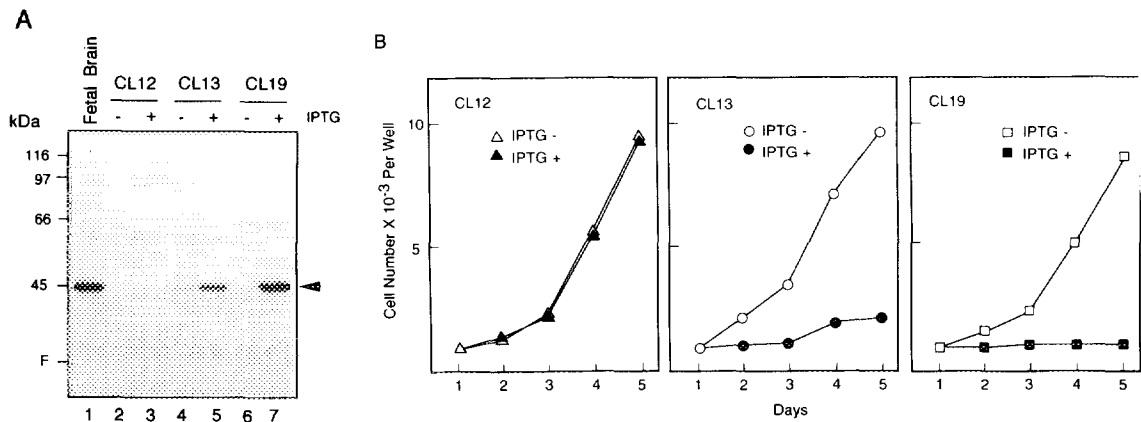 A
Fetal Brain
CL12 CL13 CL19
- + - + - + IPTG
kDa
116
97
66
45
F
1 2 3 4 5 6 7
B
Cell Number X 10-3 Per Well
10
5
CL12
IPTG -
IPTG +
1 2 3 4 5
CL13
IPTG -
IPTG +
1 2 3 4 5
CL19
IPTG -
IPTG +
1 2 3 4 5
Days